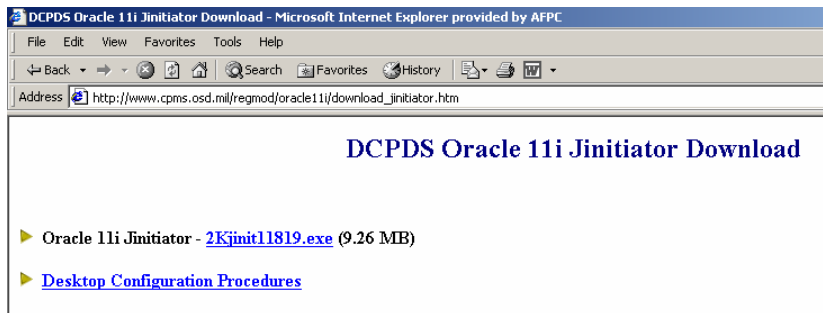 DCPDS Oracle 11i Jinitiator Download - Microsoft Internet Explorer provided by AFPC
File Edit View Favorites Tools Help
Back Search Favorites History
Address http://www.cpms.osd.mil/regmod/oracle11i/download_jinitiator.htm
DCPDS Oracle 11i Jinitiator Download
Oracle 11i Jinitiator - 2Kjinit11819.exe (9.26 MB)
Desktop Configuration Procedures